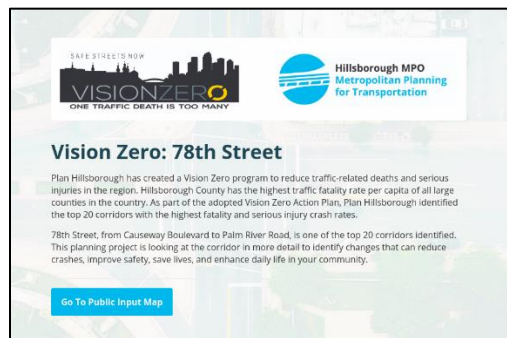 SAFE STREETS NOW
VISIONZERO
ONE TRAFFIC DEATH IS TOO MANY
Hillsborough MPO
Metropolitan Planning
for Transportation
Vision Zero: 78th Street
Plan Hillsborough has created a Vision Zero program to reduce traffic-related deaths and serious
injuries in the region. Hillsborough County has the highest traffic fatality rate per capita of all large
counties in the country. As part of the adopted Vision Zero Action Plan, Plan Hillsborough identified
the top 20 corridors with the highest fatality and serious injury crash rates.
78th Street, from Causeway Boulevard to Palm River Road, is one of the top 20 corridors identified.
This planning project is looking at the corridor in more detail to identify changes that can reduce
crashes, improve safety, save lives, and enhance daily life in your community.
Go To Public Input Map